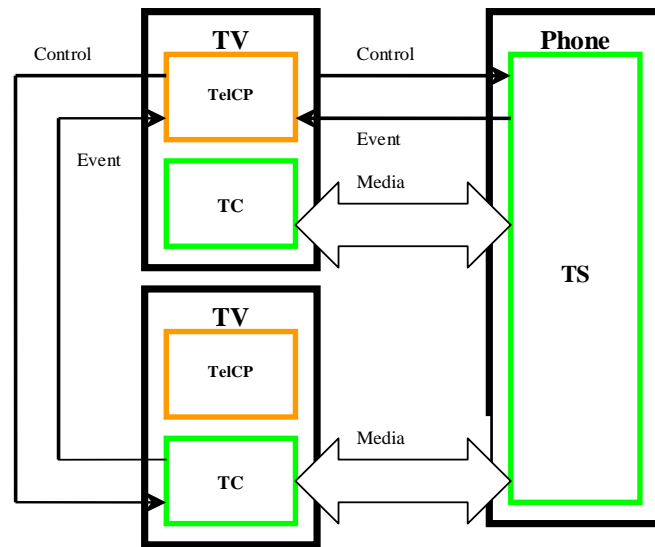 TV
Phone
Control
Control
TelCP
Event
Event
Media
TC
TS
TV
TelCP
Media
TC